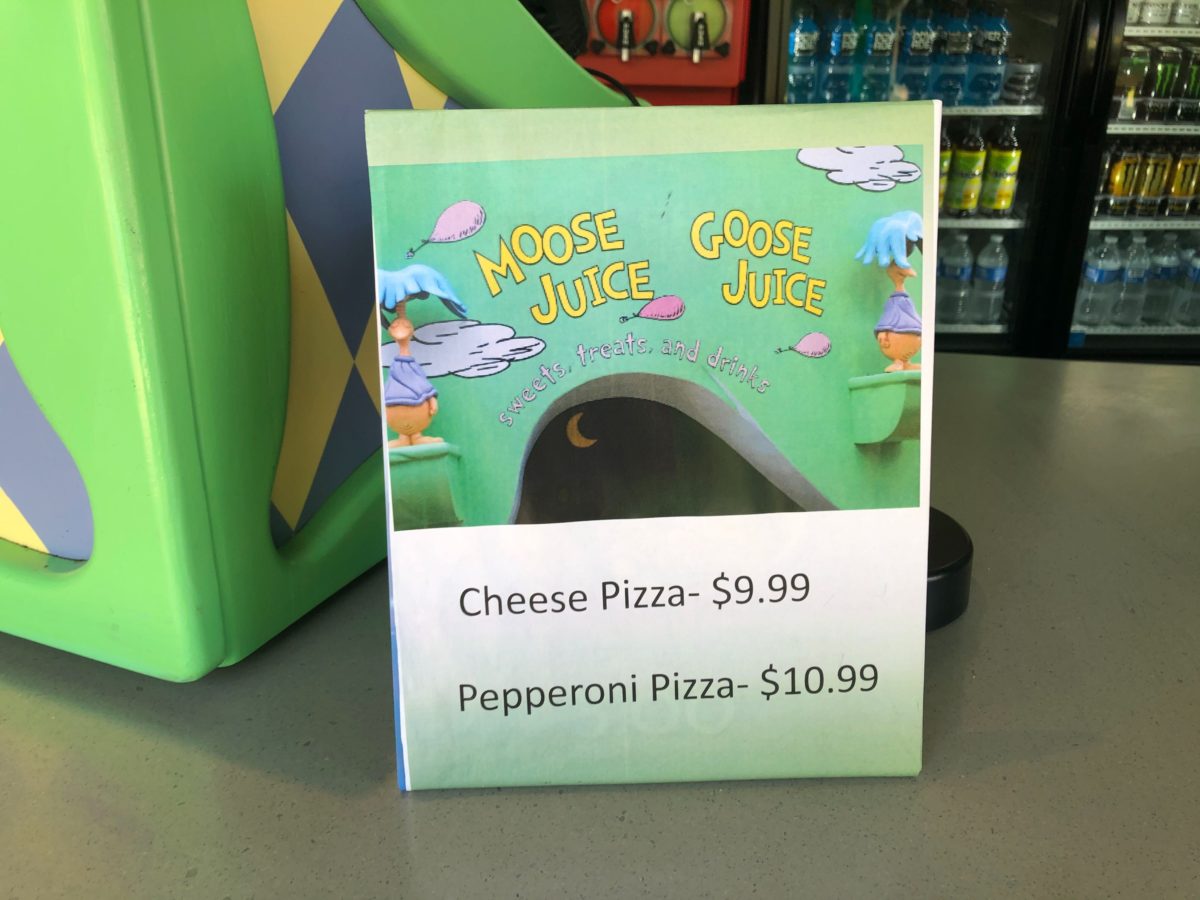 MOOSE
JUICE
GOOSE
JUICE
sweets, treats, and drinks
Cheese Pizza- $9.99
Pepperoni Pizza- $10.99